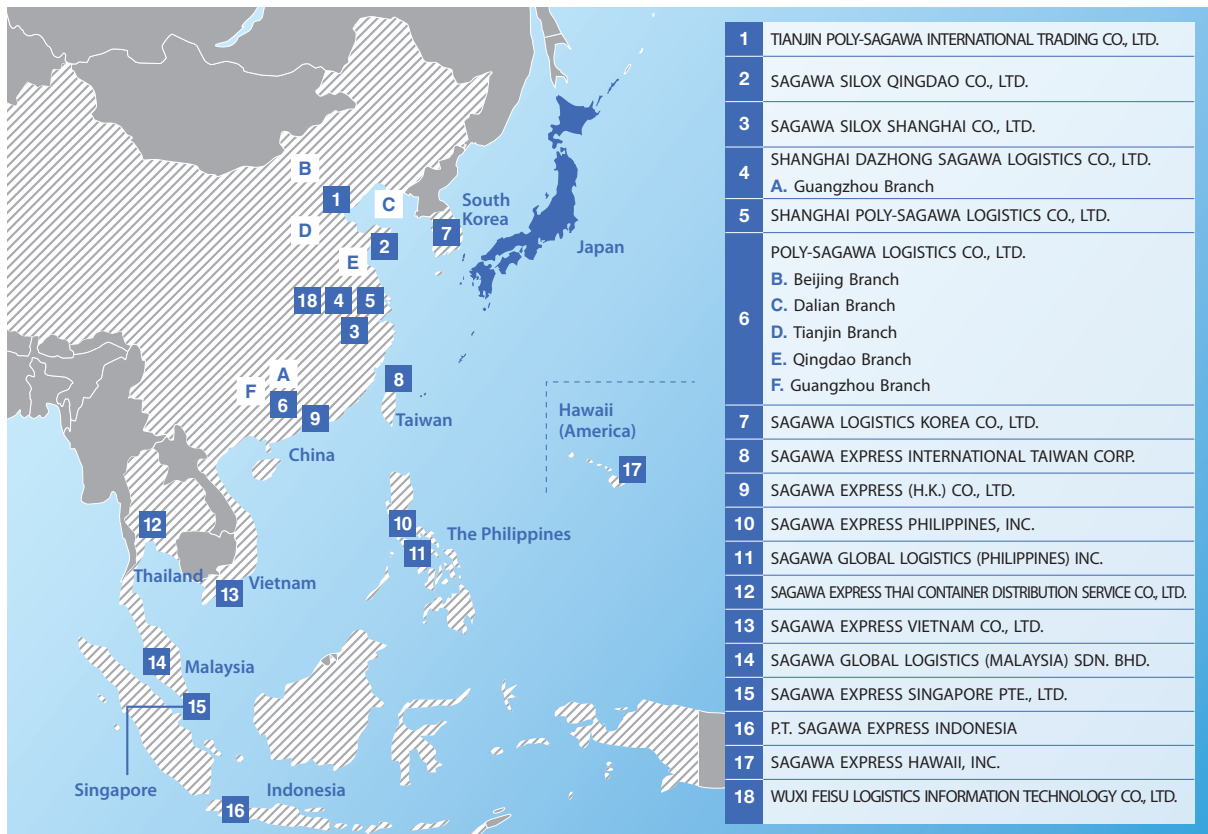 B
1
C
South
Korea
D
7
2
Japan
E
18 4 5
3
A
8
F
6
9
Taiwan
Hawaii
(America)
China
17
12
10
The Philippines
11
Thailand
Vietnam
13
14
Malaysia
15
Singapore
Indonesia
16
1 TIANJIN POLY-SAGAWA INTERNATIONAL TRADING CO., LTD.
2 SAGAWA SILOX QINGDAO CO., LTD.
3 SAGAWA SILOX SHANGHAI CO., LTD.
4 SHANGHAI DAZHONG SAGAWA LOGISTICS CO., LTD.
A. Guangzhou Branch
5 SHANGHAI POLY-SAGAWA LOGISTICS CO., LTD.
6 POLY-SAGAWA LOGISTICS CO., LTD.
B. Beijing Branch
C. Dalian Branch
D. Tianjin Branch
E. Qingdao Branch
F. Guangzhou Branch
7 SAGAWA LOGISTICS KOREA CO., LTD.
8 SAGAWA EXPRESS INTERNATIONAL TAIWAN CORP.
9 SAGAWA EXPRESS (H.K.) CO., LTD.
10 SAGAWA EXPRESS PHILIPPINES, INC.
11 SAGAWA GLOBAL LOGISTICS (PHILIPPINES) INC.
12 SAGAWA EXPRESS THAI CONTAINER DISTRIBUTION SERVICE CO., LTD.
13 SAGAWA EXPRESS VIETNAM CO., LTD.
14 SAGAWA GLOBAL LOGISTICS (MALAYSIA) SDN. BHD.
15 SAGAWA EXPRESS SINGAPORE PTE., LTD.
16 P.T. SAGAWA EXPRESS INDONESIA
17 SAGAWA EXPRESS HAWAII, INC.
18 WUXI FEISU LOGISTICS INFORMATION TECHNOLOGY CO., LTD.